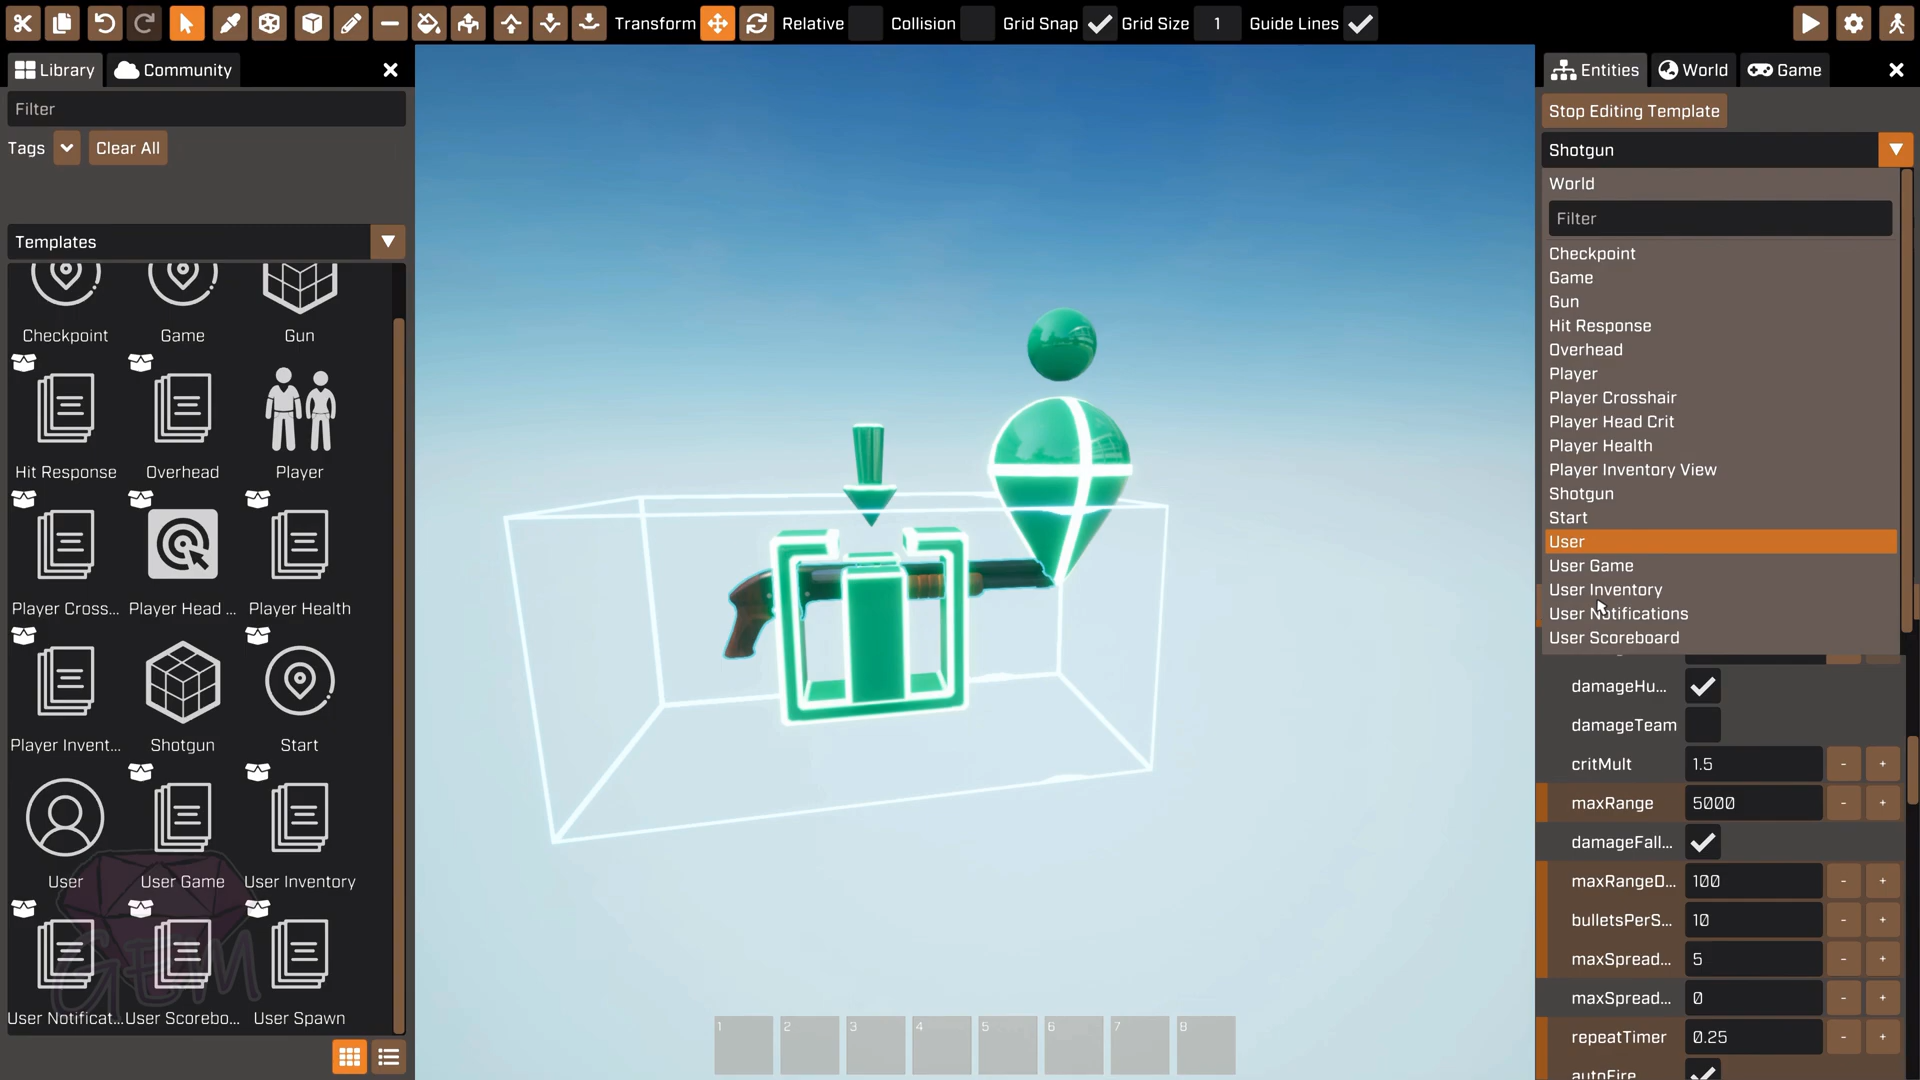 Transform Relative Collision Grid Snap Grid Size 1 Guide Lines
Library Community
Filter
Tags Clear All
Templates
Checkpoint Game Gun
Hit Response Overhead Player
Player Cross... Player Head ... Player Health
Player Invent... Shotgun Start
User User Game User Inventory
User Notificat... User Scorebo... User Spawn
GEM
1 2 3 4 5 6 7 8
Entities World Game
Stop Editing Template
Shotgun
World
Filter
Checkpoint
Game
Gun
Hit Response
Overhead
Player
Player Crosshair
Player Head Crit
Player Health
Player Inventory View
Shotgun
Start
User
User Game
User Inventory
User Notifications
User Scoreboard
damageHu...
damageTeam
critMult 1.5 - +
maxRange 5000 - +
damageFall...
maxRangeD... 100 - +
bulletsPerS... 10 - +
maxSpread... 5 - +
maxSpread... 0 - +
repeatTimer 0.25 - +
autoFire